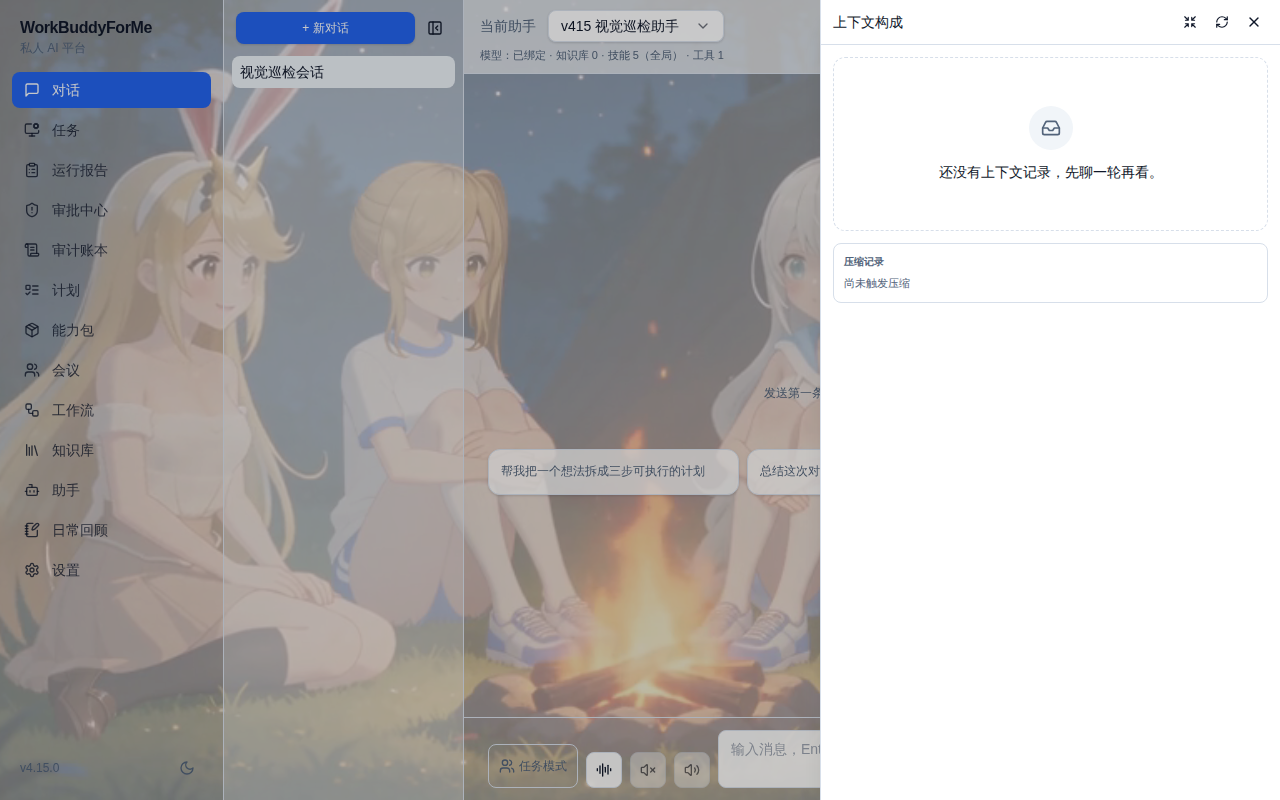 WorkBuddyForMe
私人 AI 平台
对话
任务
运行报告
审批中心
审计账本
计划
能力包
会议
工作流
知识库
助手
日常回顾
设置
v4.15.0
+ 新对话
视觉巡检会话
当前助手
v415 视觉巡检助手
模型：已绑定 · 知识库 0 · 技能 5（全局） · 工具 1
发送第一条
帮我把一个想法拆成三步可执行的计划
总结这次对
任务模式
输入消息，Ent
上下文构成
还没有上下文记录，先聊一轮再看。
压缩记录
尚未触发压缩